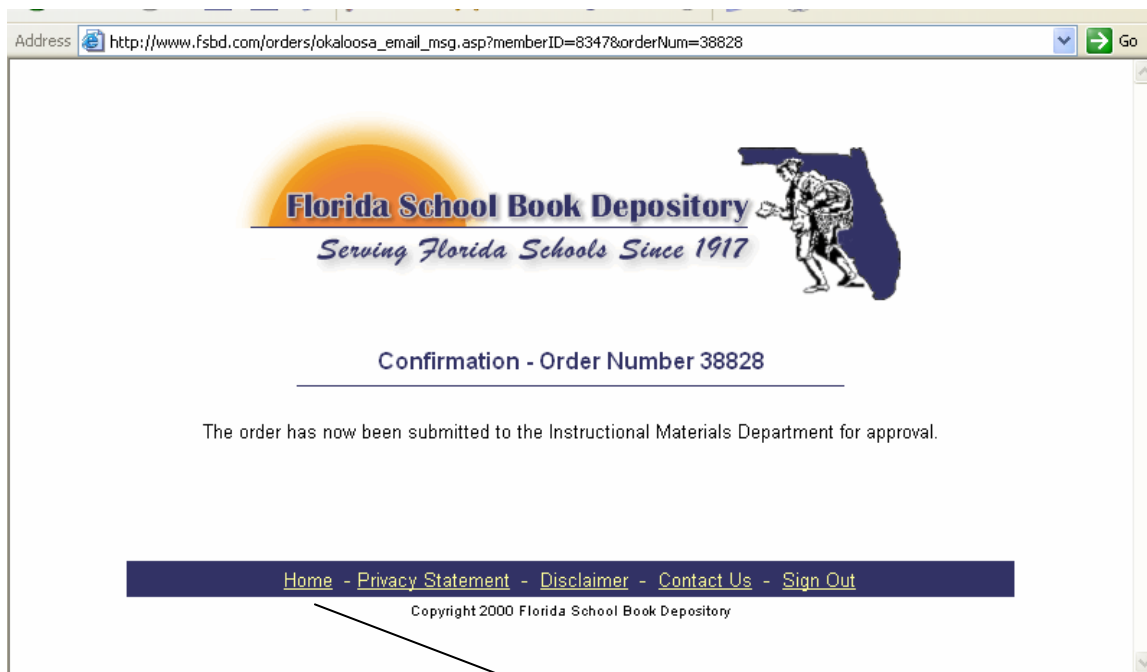 Address http://www.fsbd.com/orders/okaloosa_email_msg.asp?memberID=8347&orderNum=38828 Go
Florida School Book Depository
Serving Florida Schools Since 1917
Confirmation - Order Number 38828
The order has now been submitted to the Instructional Materials Department for approval.
Home - Privacy Statement - Disclaimer - Contact Us - Sign Out
Copyright 2000 Florida School Book Depository